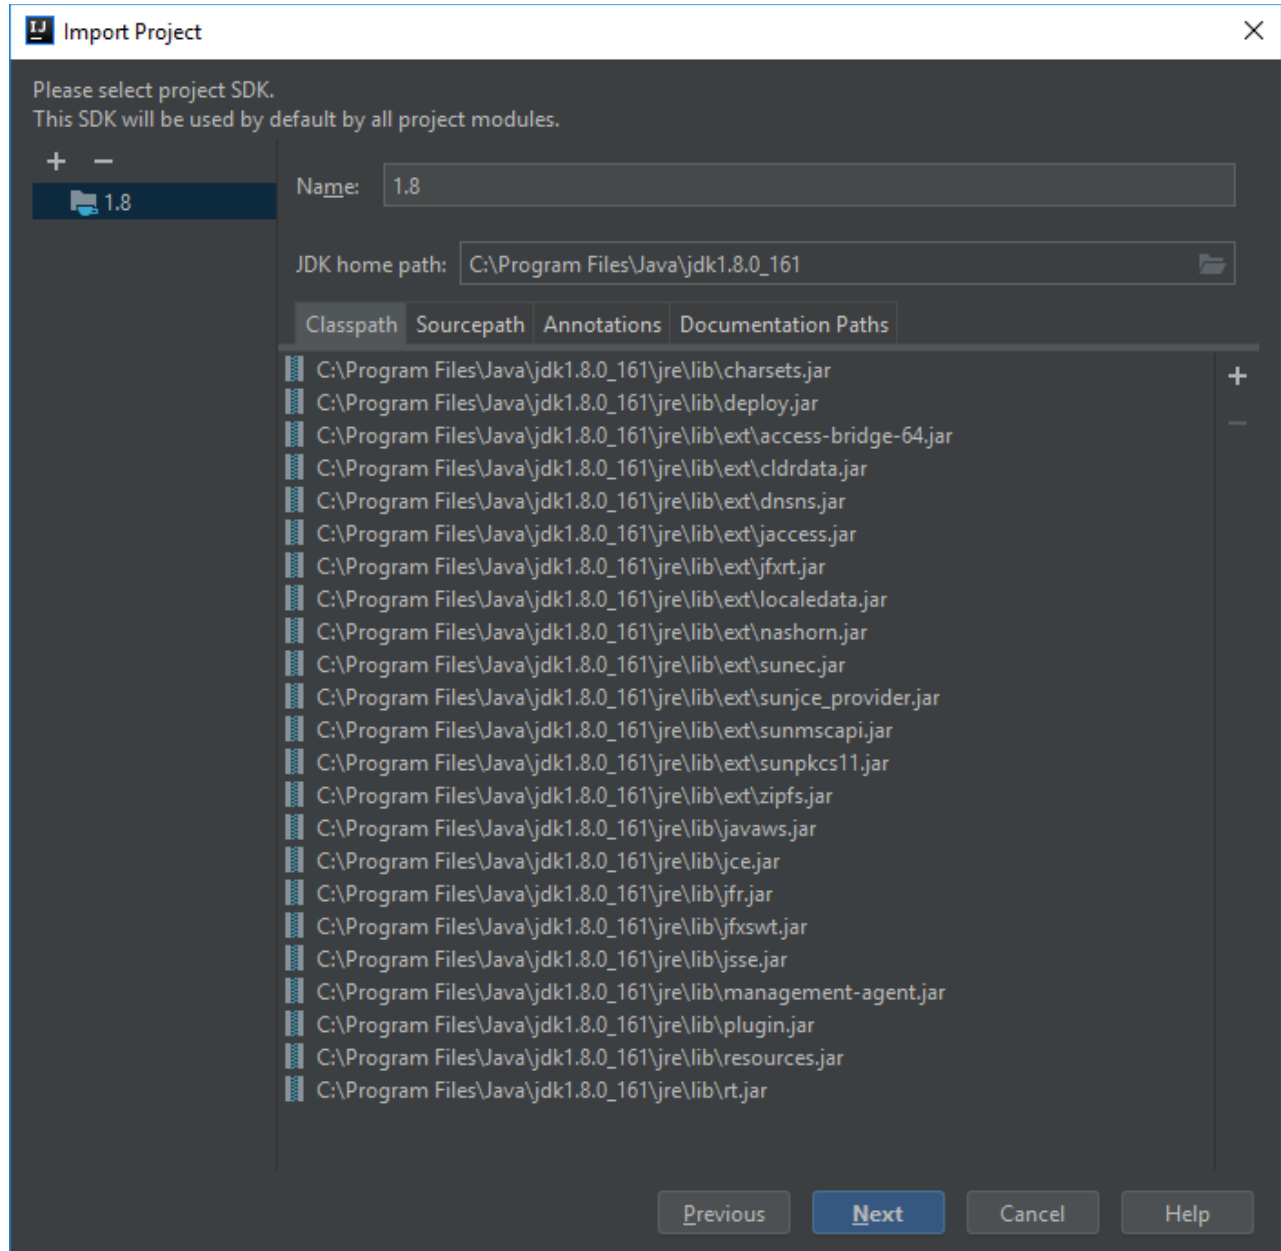 IJ Import Project
Please select project SDK.
This SDK will be used by default by all project modules.
1.8
Name: 1.8
JDK home path: C:\Program Files\Java\jdk1.8.0_161
Classpath Sourcepath Annotations Documentation Paths
C:\Program Files\Java\jdk1.8.0_161\jre\lib\charsets.jar
C:\Program Files\Java\jdk1.8.0_161\jre\lib\deploy.jar
C:\Program Files\Java\jdk1.8.0_161\jre\lib\ext\access-bridge-64.jar
C:\Program Files\Java\jdk1.8.0_161\jre\lib\ext\cldrdata.jar
C:\Program Files\Java\jdk1.8.0_161\jre\lib\ext\dnsns.jar
C:\Program Files\Java\jdk1.8.0_161\jre\lib\ext\jaccess.jar
C:\Program Files\Java\jdk1.8.0_161\jre\lib\ext\jfxrt.jar
C:\Program Files\Java\jdk1.8.0_161\jre\lib\ext\localedata.jar
C:\Program Files\Java\jdk1.8.0_161\jre\lib\ext\nashorn.jar
C:\Program Files\Java\jdk1.8.0_161\jre\lib\ext\sunec.jar
C:\Program Files\Java\jdk1.8.0_161\jre\lib\ext\sunjce_provider.jar
C:\Program Files\Java\jdk1.8.0_161\jre\lib\ext\sunmscapi.jar
C:\Program Files\Java\jdk1.8.0_161\jre\lib\ext\sunpkcs11.jar
C:\Program Files\Java\jdk1.8.0_161\jre\lib\ext\zipfs.jar
C:\Program Files\Java\jdk1.8.0_161\jre\lib\javaws.jar
C:\Program Files\Java\jdk1.8.0_161\jre\lib\jce.jar
C:\Program Files\Java\jdk1.8.0_161\jre\lib\jfr.jar
C:\Program Files\Java\jdk1.8.0_161\jre\lib\jfxswt.jar
C:\Program Files\Java\jdk1.8.0_161\jre\lib\jsse.jar
C:\Program Files\Java\jdk1.8.0_161\jre\lib\management-agent.jar
C:\Program Files\Java\jdk1.8.0_161\jre\lib\plugin.jar
C:\Program Files\Java\jdk1.8.0_161\jre\lib\resources.jar
C:\Program Files\Java\jdk1.8.0_161\jre\lib\rt.jar
Previous Next Cancel Help